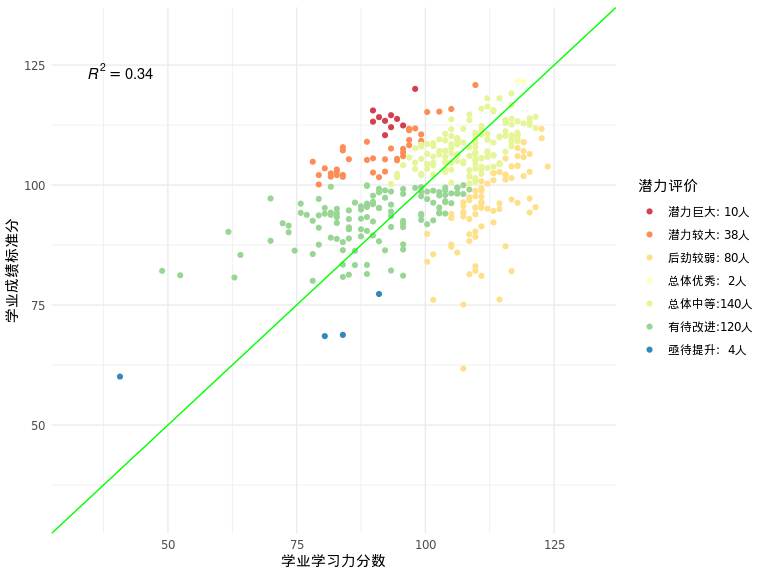 R² = 0.34
125
100
75
50
学业成绩标准分
50
75
100
125
学业学习力分数
潜力评价
潜力巨大: 10人
潜力较大: 38人
后劲较弱: 80人
总体优秀: 2人
总体中等:140人
有待改进:120人
亟待提升: 4人